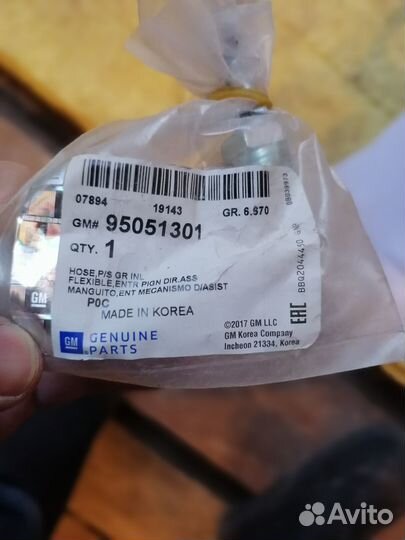 07894 19143 GR. 6.670
GM# 95051301
QTY. 1
HOSE,P/S GR INL
FLEXIBLE,ENTR PIGN DIR.ASS
MANGUITO,ENT MECANISMO D/ASIST
P0C
MADE IN KOREA
GM GENUINE
PARTS
©2017 GM LLC
GM Korea Company
Incheon 21334, Korea
EAC
GM
Avito